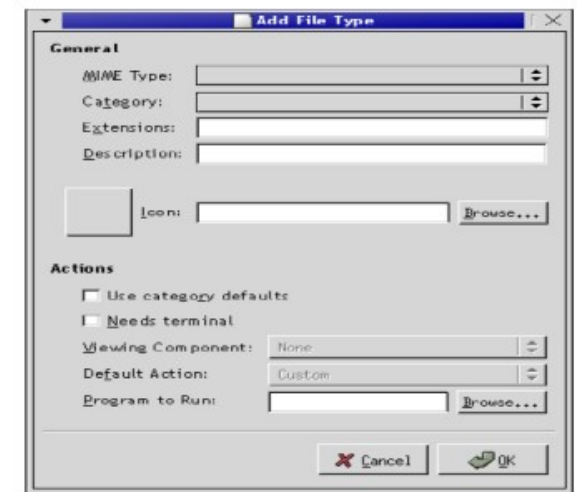 Add File Type
General
MIME Type:
Category:
Extensions:
Description:
Icon: Browse...
Actions
Use category defaults
Needs terminal
Viewing Component: None
Default Action: Custom
Program to Run: Browse...
Cancel OK